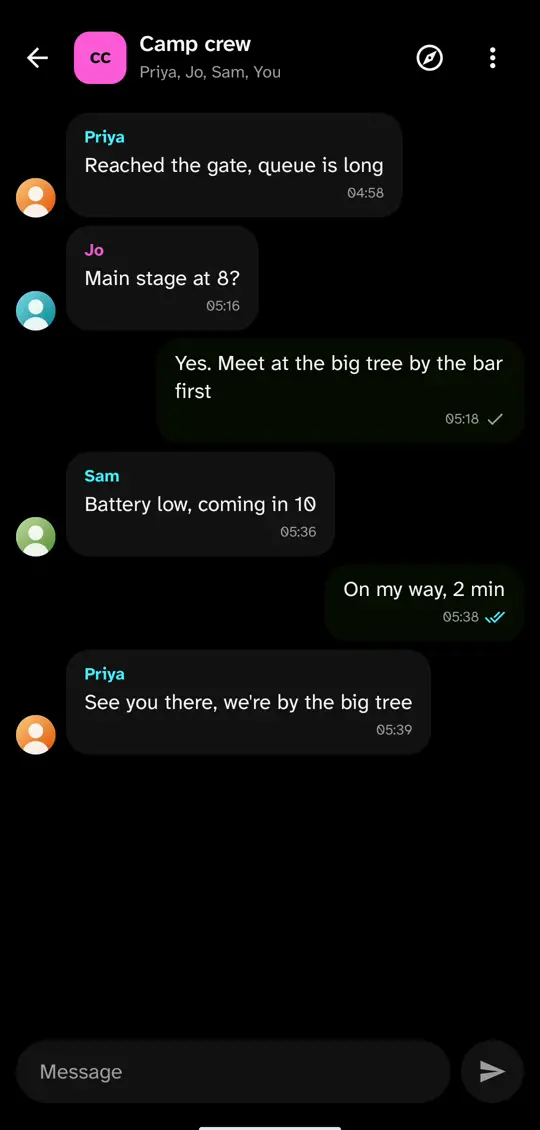 CC
Camp crew
Priya, Jo, Sam, You
Priya
Reached the gate, queue is long
04:58
Jo
Main stage at 8?
05:16
Yes. Meet at the big tree by the bar
first
05:18
Sam
Battery low, coming in 10
05:36
On my way, 2 min
05:38
Priya
See you there, we're by the big tree
05:39
Message